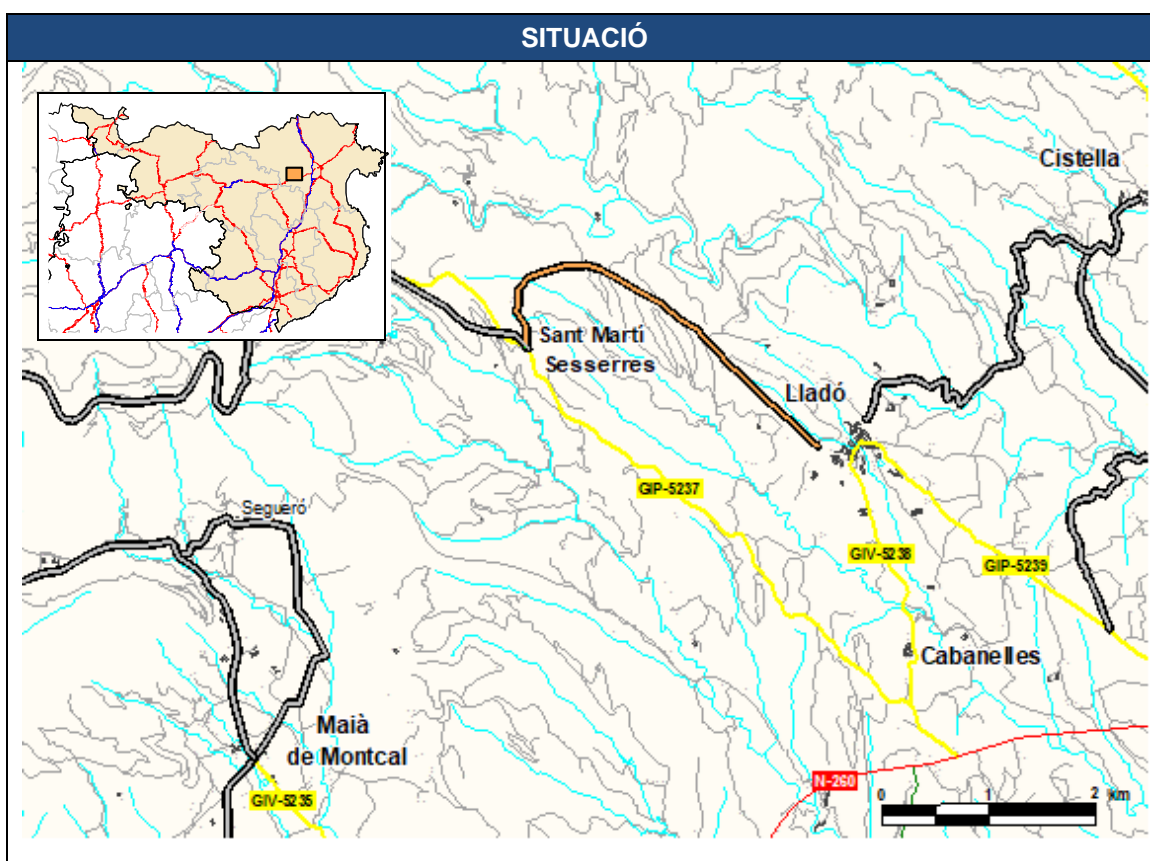 SITUACIÓ
Cistella
Sant Martí
Sesserres
Lladó
GIP-5237
Segueró
GIV-5238
GIP-5239
Cabanelles
Maià
de Montcal
N-260
GIV-5235
0 1 2 Km